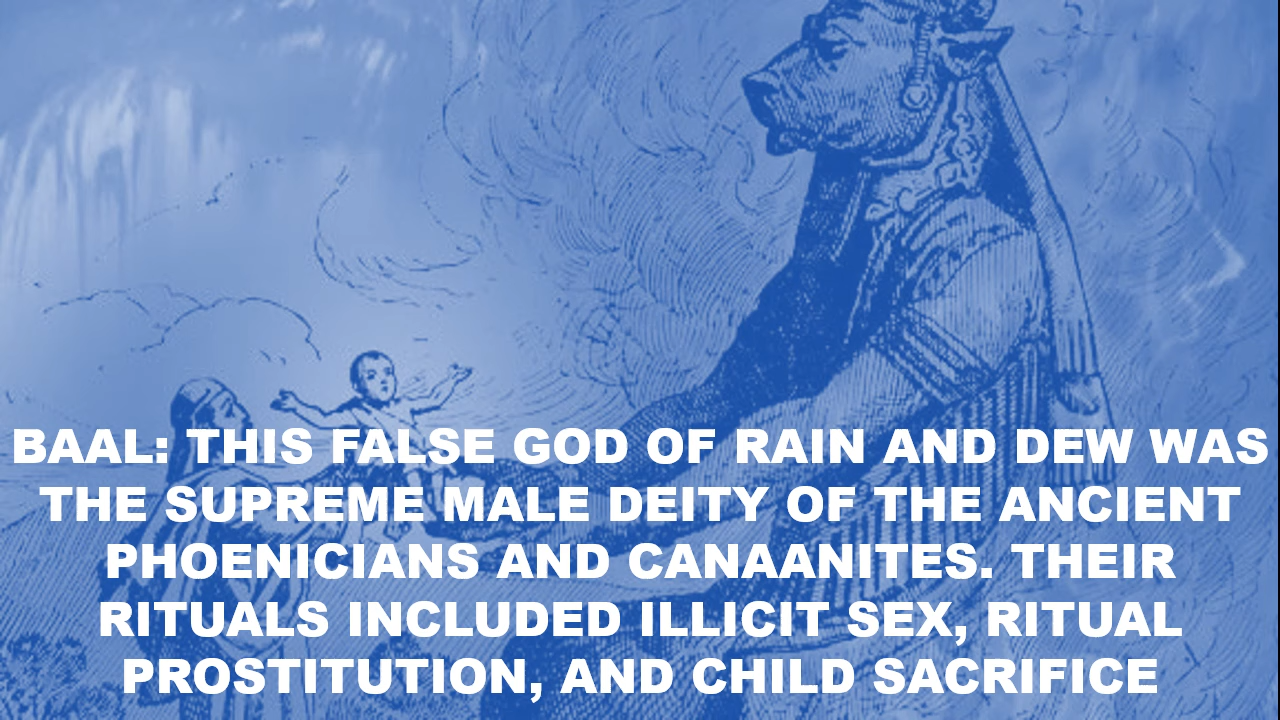 BAAL: THIS FALSE GOD OF RAIN AND DEW WAS
THE SUPREME MALE DEITY OF THE ANCIENT
PHOENICIANS AND CANAANITES. THEIR
RITUALS INCLUDED ILLICIT SEX, RITUAL
PROSTITUTION, AND CHILD SACRIFICE